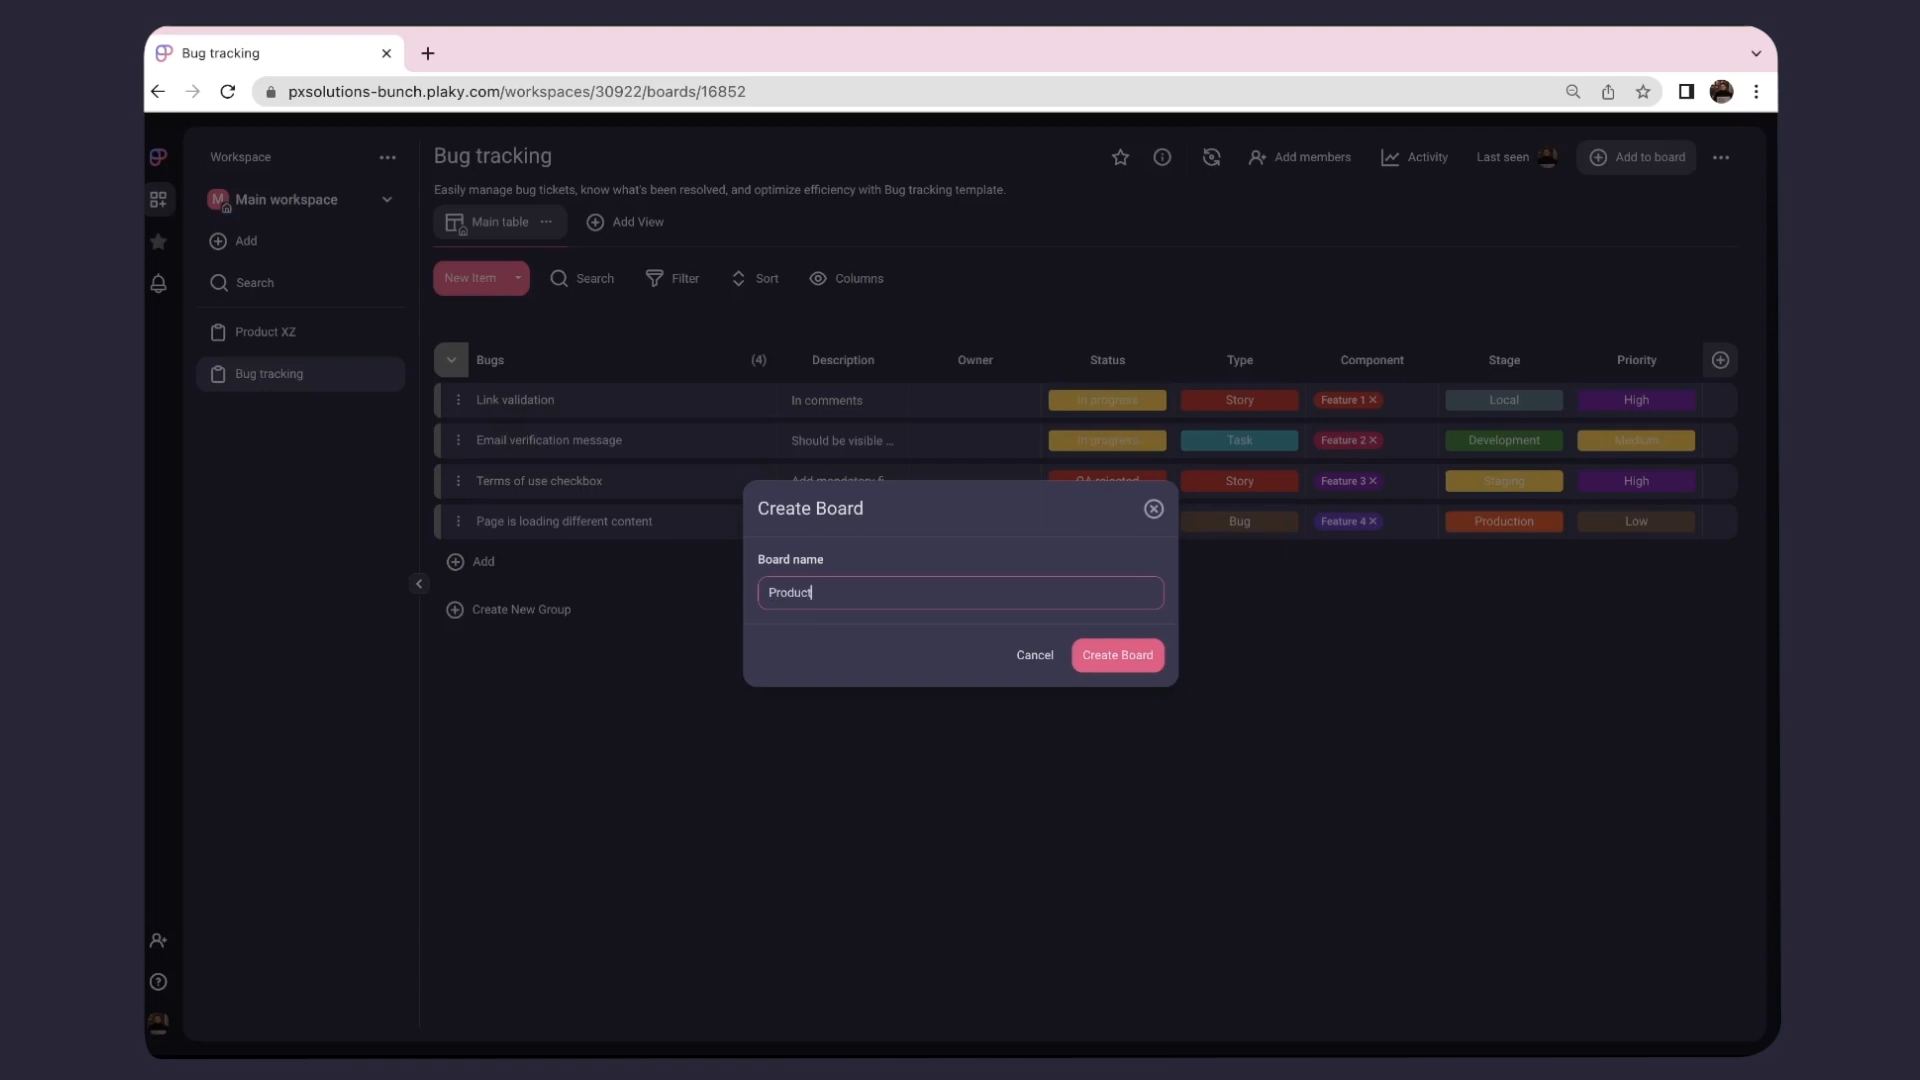 Bug tracking
pxsolutions-bunch.plaky.com/workspaces/30922/boards/16852
Workspace
M Main workspace
Add
Search
Product XZ
Bug tracking
Bug tracking
Add members
Activity
Last seen
Add to board
Easily manage bug tickets, know what's been resolved, and optimize efficiency with Bug tracking template.
Main table
Add View
New Item
Search
Filter
Sort
Columns
Bugs (4) Description Owner Status Type Component Stage Priority
Link validation In comments In progress Story Feature 1 Local High
Email verification message Should be visible ... In progress Task Feature 2 Development Medium
Terms of use checkbox Add mandatory fi QA rejected Story Feature 3 Staging High
Page is loading different content Bug Feature 4 Production Low
Add
Create New Group
Create Board
Board name
Product
Cancel
Create Board